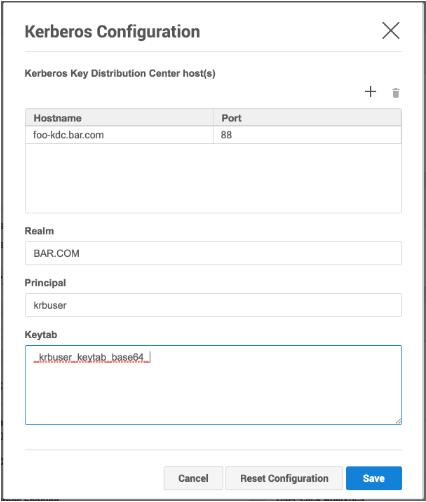 Kerberos Configuration
Kerberos Key Distribution Center host(s)
Hostname Port
foo-kdc.bar.com 88
Realm
BAR.COM
Principal
krbuser
Keytab
_krbuser_keytab_base64_
Cancel Reset Configuration Save